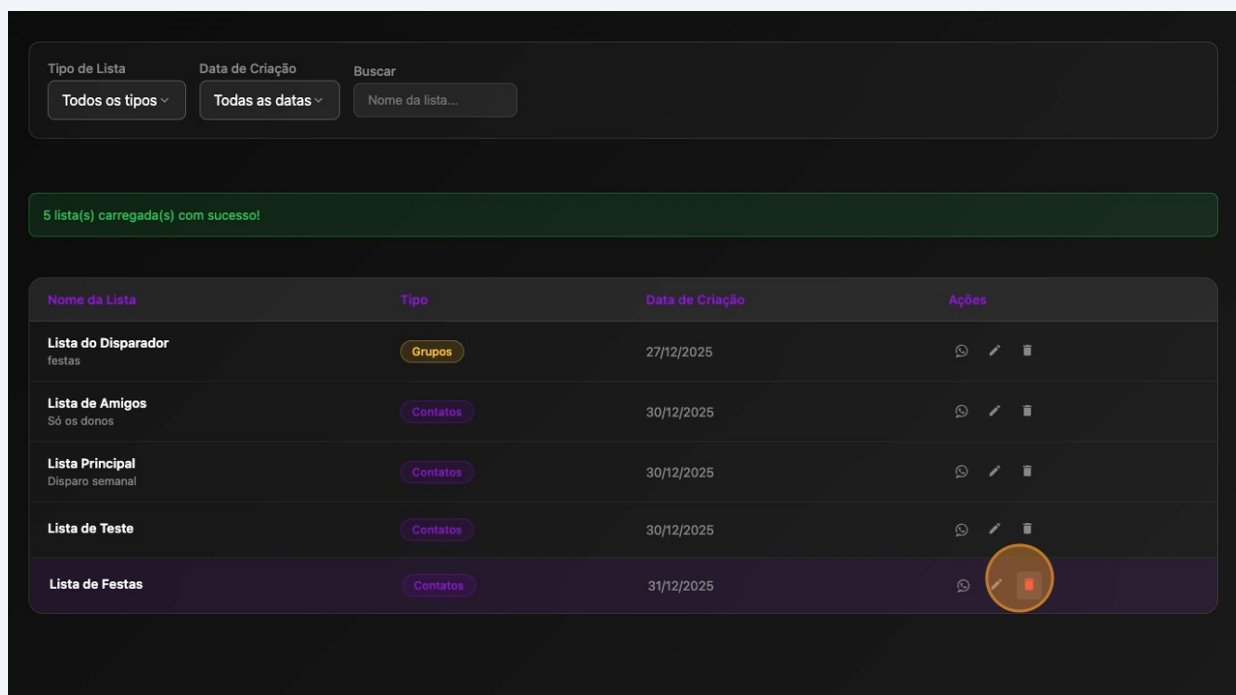 Tipo de Lista Data de Criação Buscar
Todos os tipos Todas as datas Nome da lista...
5 lista(s) carregada(s) com sucesso!
Nome da Lista Tipo Data de Criação Ações
Lista do Disparador
festas
Grupos 27/12/2025
Lista de Amigos
Só os donos
Contatos 30/12/2025
Lista Principal
Disparo semanal
Contatos 30/12/2025
Lista de Teste Contatos 30/12/2025
Lista de Festas Contatos 31/12/2025